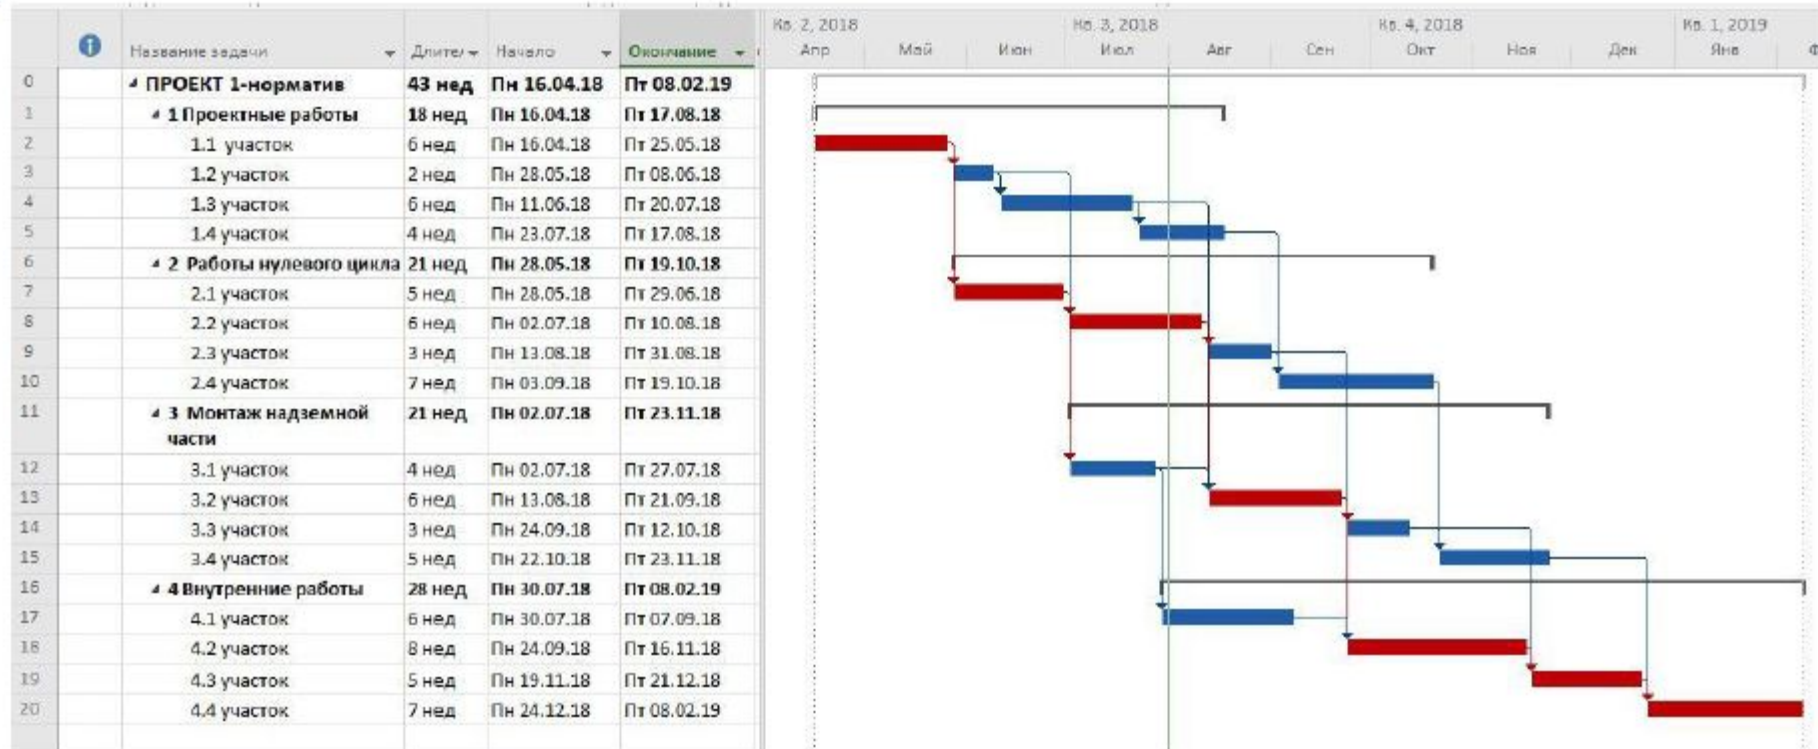 Кв. 2, 2018 Кв. 3, 2018 Кв. 4, 2018 Кв. 1, 2019
Название задачи Длител Начало Окончание Апр Май Июн Июл Авг Сен Окт Ноя Дек Янв Ф
0 ПРОЕКТ 1-норматив 43 нед Пн 16.04.18 Пт 08.02.19
1 1 Проектные работы 18 нед Пн 16.04.18 Пт 17.08.18
2 1.1 участок 6 нед Пн 16.04.18 Пт 25.05.18
3 1.2 участок 2 нед Пн 28.05.18 Пт 08.06.18
4 1.3 участок 6 нед Пн 11.06.18 Пт 20.07.18
5 1.4 участок 4 нед Пн 23.07.18 Пт 17.08.18
6 2 Работы нулевого цикла 21 нед Пн 28.05.18 Пт 19.10.18
7 2.1 участок 5 нед Пн 28.05.18 Пт 29.06.18
8 2.2 участок 6 нед Пн 02.07.18 Пт 10.08.18
9 2.3 участок 3 нед Пн 13.08.18 Пт 31.08.18
10 2.4 участок 7 нед Пн 03.09.18 Пт 19.10.18
11 3 Монтаж надземной 21 нед Пн 02.07.18 Пт 23.11.18
части
12 3.1 участок 4 нед Пн 02.07.18 Пт 27.07.18
13 3.2 участок 6 нед Пн 13.08.18 Пт 21.09.18
14 3.3 участок 3 нед Пн 24.09.18 Пт 12.10.18
15 3.4 участок 5 нед Пн 22.10.18 Пт 23.11.18
16 4 Внутренние работы 28 нед Пн 30.07.18 Пт 08.02.19
17 4.1 участок 6 нед Пн 30.07.18 Пт 07.09.18
18 4.2 участок 8 нед Пн 24.09.18 Пт 16.11.18
19 4.3 участок 5 нед Пн 19.11.18 Пт 21.12.18
20 4.4 участок 7 нед Пн 24.12.18 Пт 08.02.19